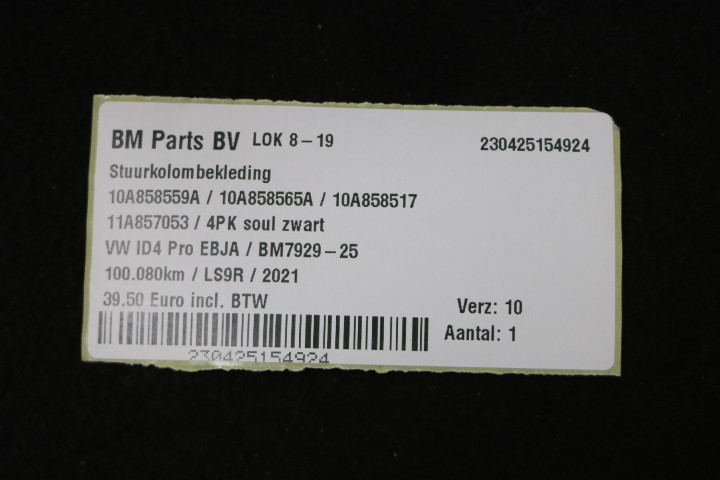 BM Parts BV LOK 8-19 230425154924
Stuurkolombekleding
10A858559A / 10A858565A / 10A858517
11A857053 / 4PK soul zwart
VW ID4 Pro EBJA / BM7929-25
100.080km / LS9R / 2021
39.50 Euro incl. BTW
Verz: 10
Aantal: 1
230425154924